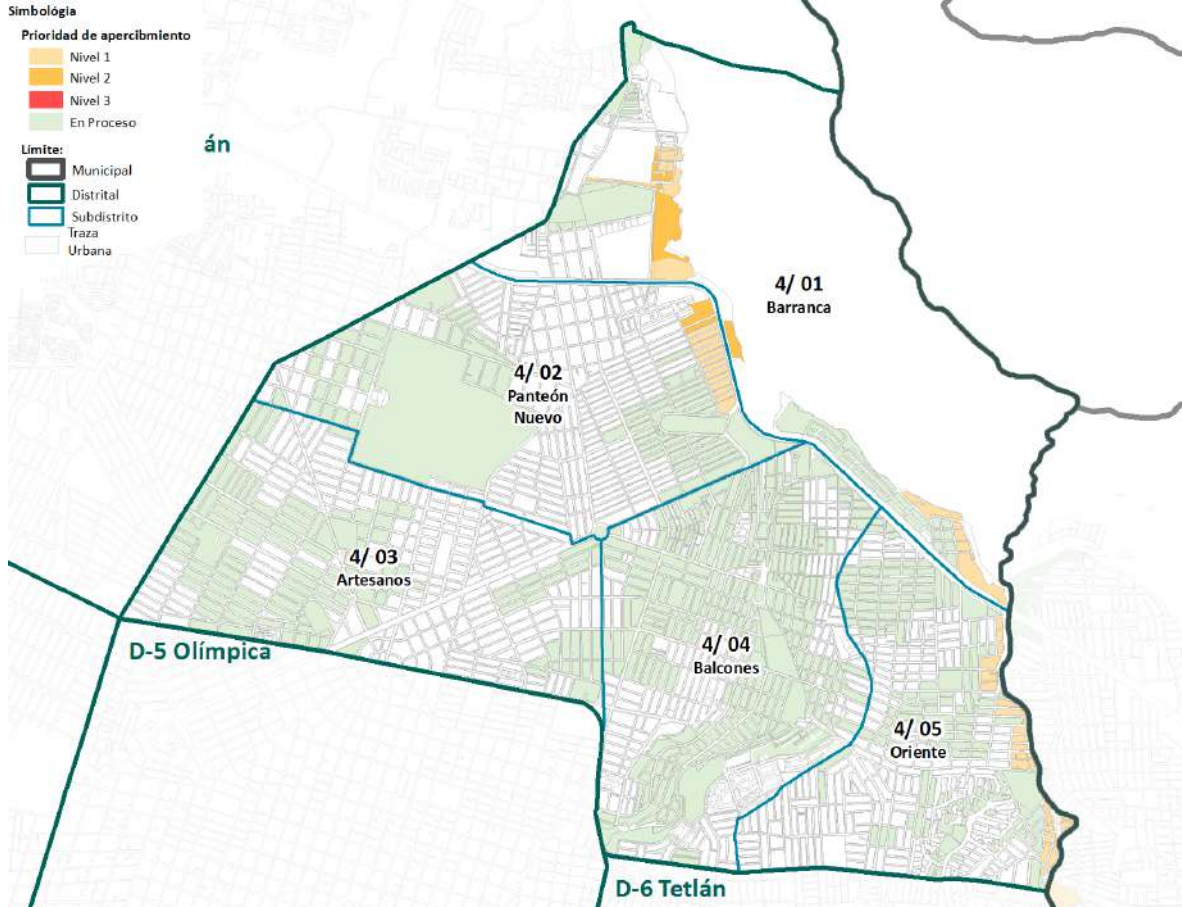 Simbológia
Prioridad de apercibmiento
Nivel 1
Nivel 2
Nivel 3
En Proceso
Límite:
Municipal
Distrital
Subdistrito
Traza
Urbana
án
4/ 01
Barranca
4/ 02
Panteón
Nuevo
4/ 03
Artesanos
4/ 04
Balcones
4/ 05
Oriente
D-5 Olímpica
D-6 Tetlán